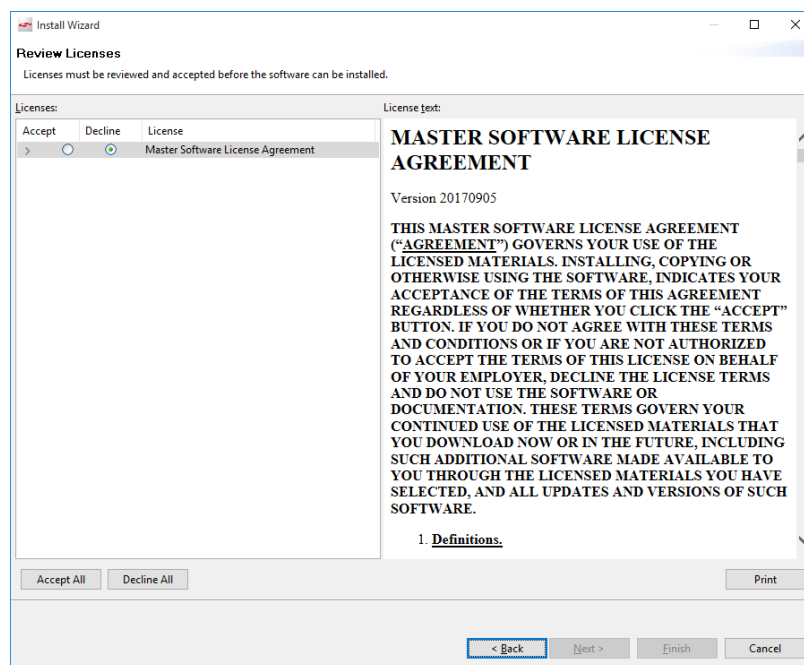 Install Wizard
Review Licenses
Licenses must be reviewed and accepted before the software can be installed.
Licenses:
Accept Decline License
Master Software License Agreement
License text:
MASTER SOFTWARE LICENSE
AGREEMENT
Version 20170905
THIS MASTER SOFTWARE LICENSE AGREEMENT
(“AGREEMENT”) GOVERNS YOUR USE OF THE
LICENSED MATERIALS. INSTALLING, COPYING OR
OTHERWISE USING THE SOFTWARE, INDICATES YOUR
ACCEPTANCE OF THE TERMS OF THIS AGREEMENT
REGARDLESS OF WHETHER YOU CLICK THE “ACCEPT”
BUTTON. IF YOU DO NOT AGREE WITH THESE TERMS
AND CONDITIONS OR IF YOU ARE NOT AUTHORIZED
TO ACCEPT THE TERMS OF THIS LICENSE ON BEHALF
OF YOUR EMPLOYER, DECLINE THE LICENSE TERMS
AND DO NOT USE THE SOFTWARE OR
DOCUMENTATION. THESE TERMS GOVERN YOUR
CONTINUED USE OF THE LICENSED MATERIALS THAT
YOU DOWNLOAD NOW OR IN THE FUTURE, INCLUDING
SUCH ADDITIONAL SOFTWARE MADE AVAILABLE TO
YOU THROUGH THE LICENSED MATERIALS YOU HAVE
SELECTED, AND ALL UPDATES AND VERSIONS OF SUCH
SOFTWARE.
1. Definitions.
Accept All Decline All Print
< Back Next > Finish Cancel